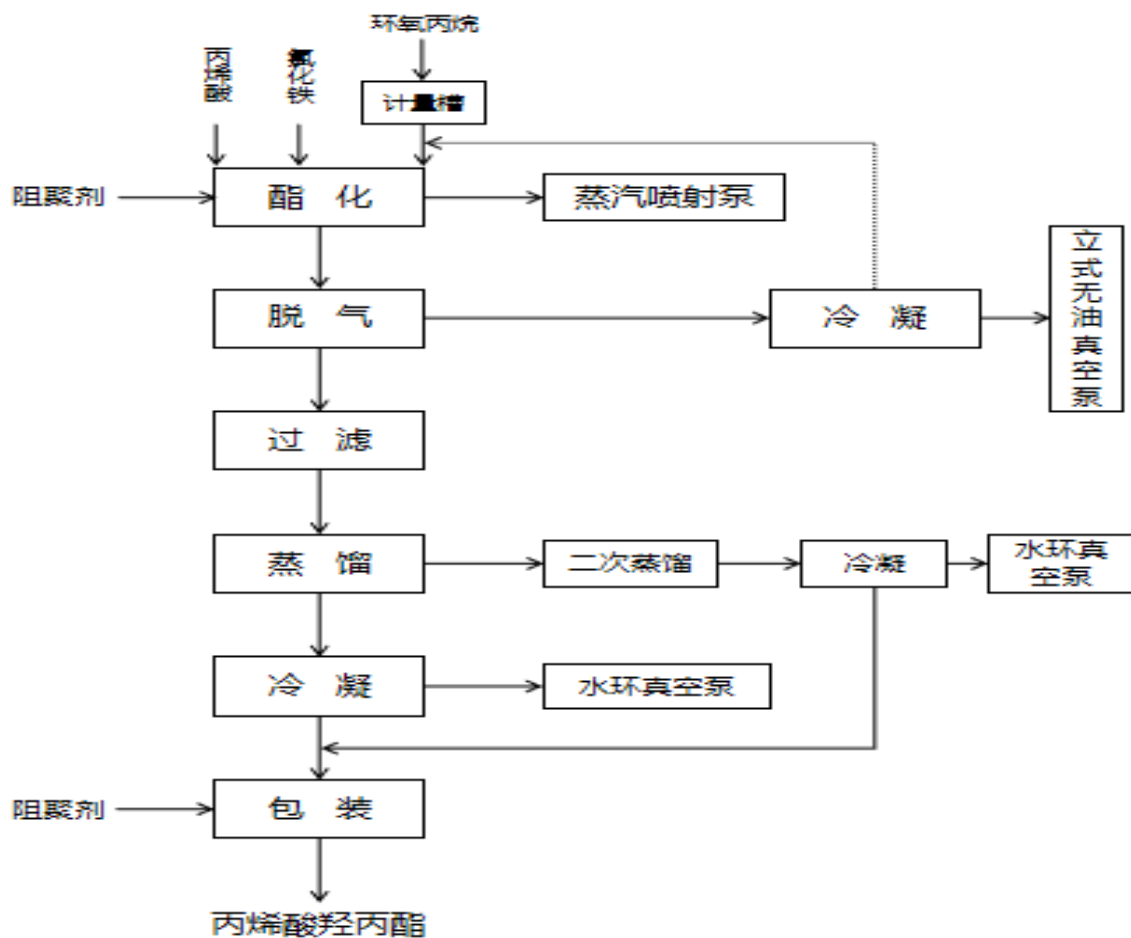 环氧丙烷
丙烯酸
氯化铁
计量槽
阻聚剂
酯 化
蒸汽喷射泵
脱 气
冷 凝
立式无油真空泵
过 滤
蒸 馏
二次蒸馏
冷凝
水环真
空泵
冷 凝
水环真空泵
阻聚剂
包 装
丙烯酸羟丙酯